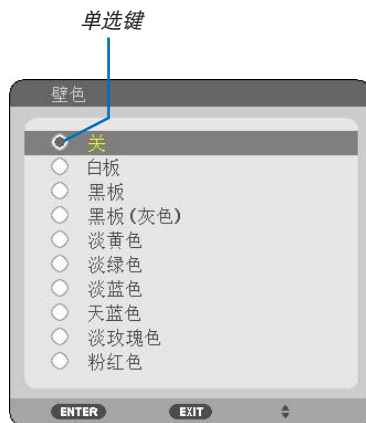 单选键
壁色
关
白板
黑板
黑板(灰色)
淡黄色
淡绿色
淡蓝色
天蓝色
淡玫瑰色
粉红色
ENTER EXIT